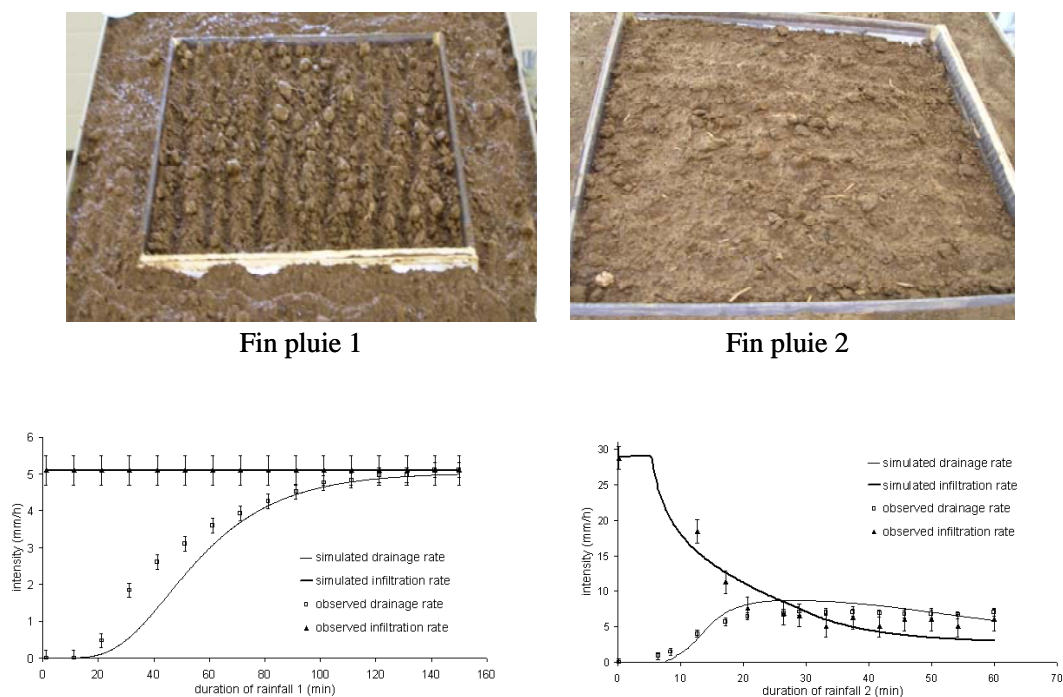 Fin pluie 1
Fin pluie 2
6
5
4
3
2
1
0
intensity (mm/h)
simulated drainage rate
simulated infiltration rate
observed drainage rate
observed infiltration rate
0 20 40 60 80 100 120 140 160
duration of rainfall 1 (min)
30
25
20
15
10
5
0
intensity (mm/h)
simulated drainage rate
simulated infiltration rate
observed drainage rate
observed infiltration rate
0 10 20 30 40 50 60 70
duration of rainfall 2 (min)